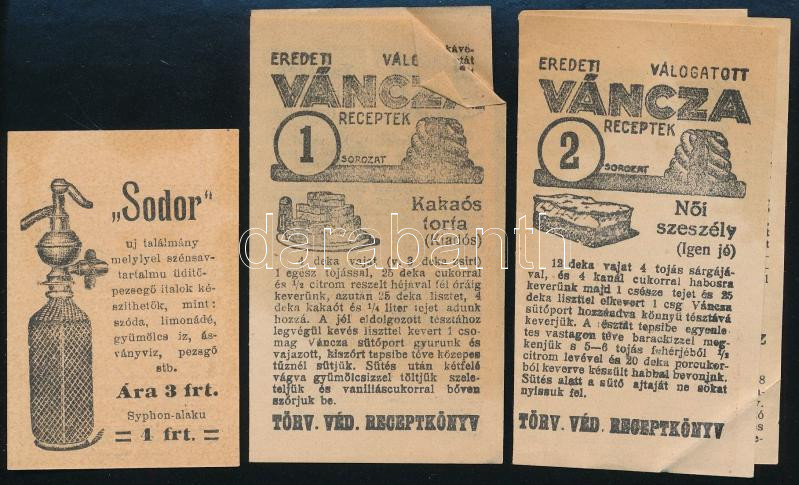 „Sodor"
uj találmány
melylyel szénsav-
tartalmu üditő-
pezsegő italok ké-
szithetők, mint:
szóda, limonádé,
gyümölcs iz, ás-
ványviz, pezsgő
stb.
Ára 3 frt.
Syphon-alaku
= 4 frt. =
EREDETI VÁLO
VÁNCZA
RECEPTEK
1
SOROZAT
Kakaós
torta
(Kiadós)
deka vajat (v. 3 deka zsirt)
1 egész tojással, 25 deka cukorral
és ½ citrom reszelt héjával fél óráig
keverünk, azután 25 deka lisztet, 4
deka kakaót és ¼ liter tejet adunk
hozzá. A jól eldolgozott tésztához
legvégül kevés liszttel kevert 1 cso-
mag Váncza sütőport gyurunk és
vajazott, kiszórt tepsibe téve közepes
tűznél sütjük. Sütés után kétfelé
vágva gyümölcsizzel töltjük szele-
teljük és vaniliáscukorral bőven
szórjuk be.
TÖRV. VÉD. RECEPTKÖNYV
EREDETI VÁLOGATOTT
VÁNCZA
RECEPTEK
2
SOROZAT
Női
szeszély
(Igen jó)
12 deka vajat 4 tojás sárgájá-
val, és 4 kanál cukorral habosra
keverünk majd 1 csésze tejet és 25
deka liszttel elkevert 1 csg Váncza
sütőport hozzáadva könnyü tésztává
keverjük. A tésztát tepsibe egyenle-
tes vastagon téve barackizzel meg-
kenjük s 5—6 tojás fehérjéből ½
citrom levével és 20 deka porcukor-
ból keverve készült habbal bevonjuk.
Sütés alatt a sütő ajtaját ne sokat
nyissuk fel.
TÖRV. VÉD. RECEPTKÖNYV
darabanth